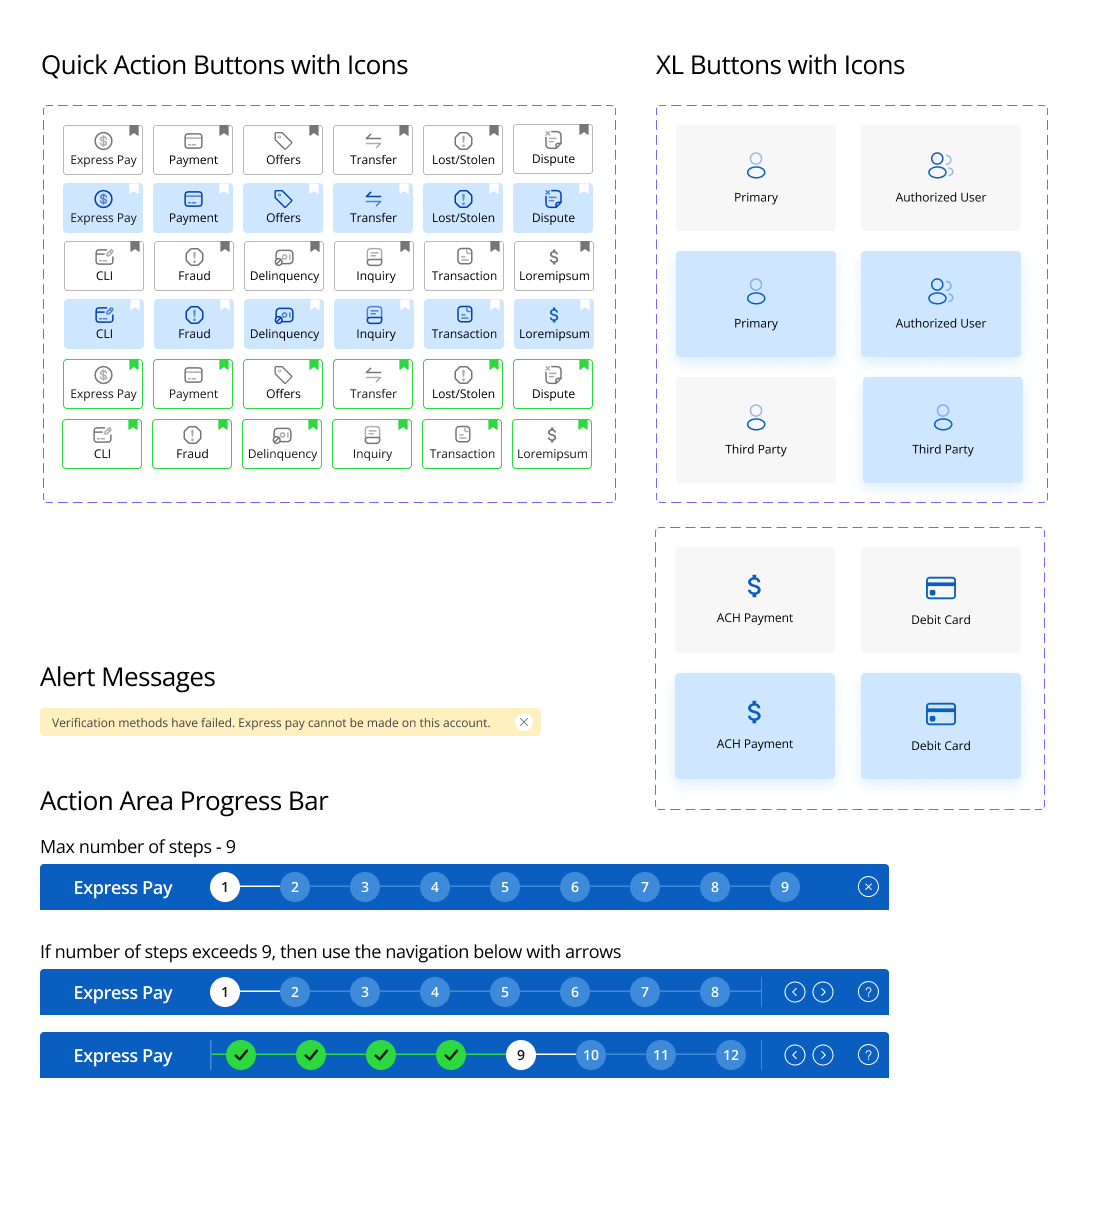 Quick Action Buttons with Icons
Express Pay Payment Offers Transfer Lost/Stolen Dispute
Express Pay Payment Offers Transfer Lost/Stolen Dispute
CLI Fraud Delinquency Inquiry Transaction Loremipsum
CLI Fraud Delinquency Inquiry Transaction Loremipsum
Express Pay Payment Offers Transfer Lost/Stolen Dispute
CLI Fraud Delinquency Inquiry Transaction Loremipsum
XL Buttons with Icons
Primary Authorized User
Primary Authorized User
Third Party Third Party
ACH Payment Debit Card
ACH Payment Debit Card
Alert Messages
Verification methods have failed. Express pay cannot be made on this account.
Action Area Progress Bar
Max number of steps - 9
Express Pay 1 2 3 4 5 6 7 8 9
If number of steps exceeds 9, then use the navigation below with arrows
Express Pay 1 2 3 4 5 6 7 8 ?
Express Pay 9 10 11 12 ?